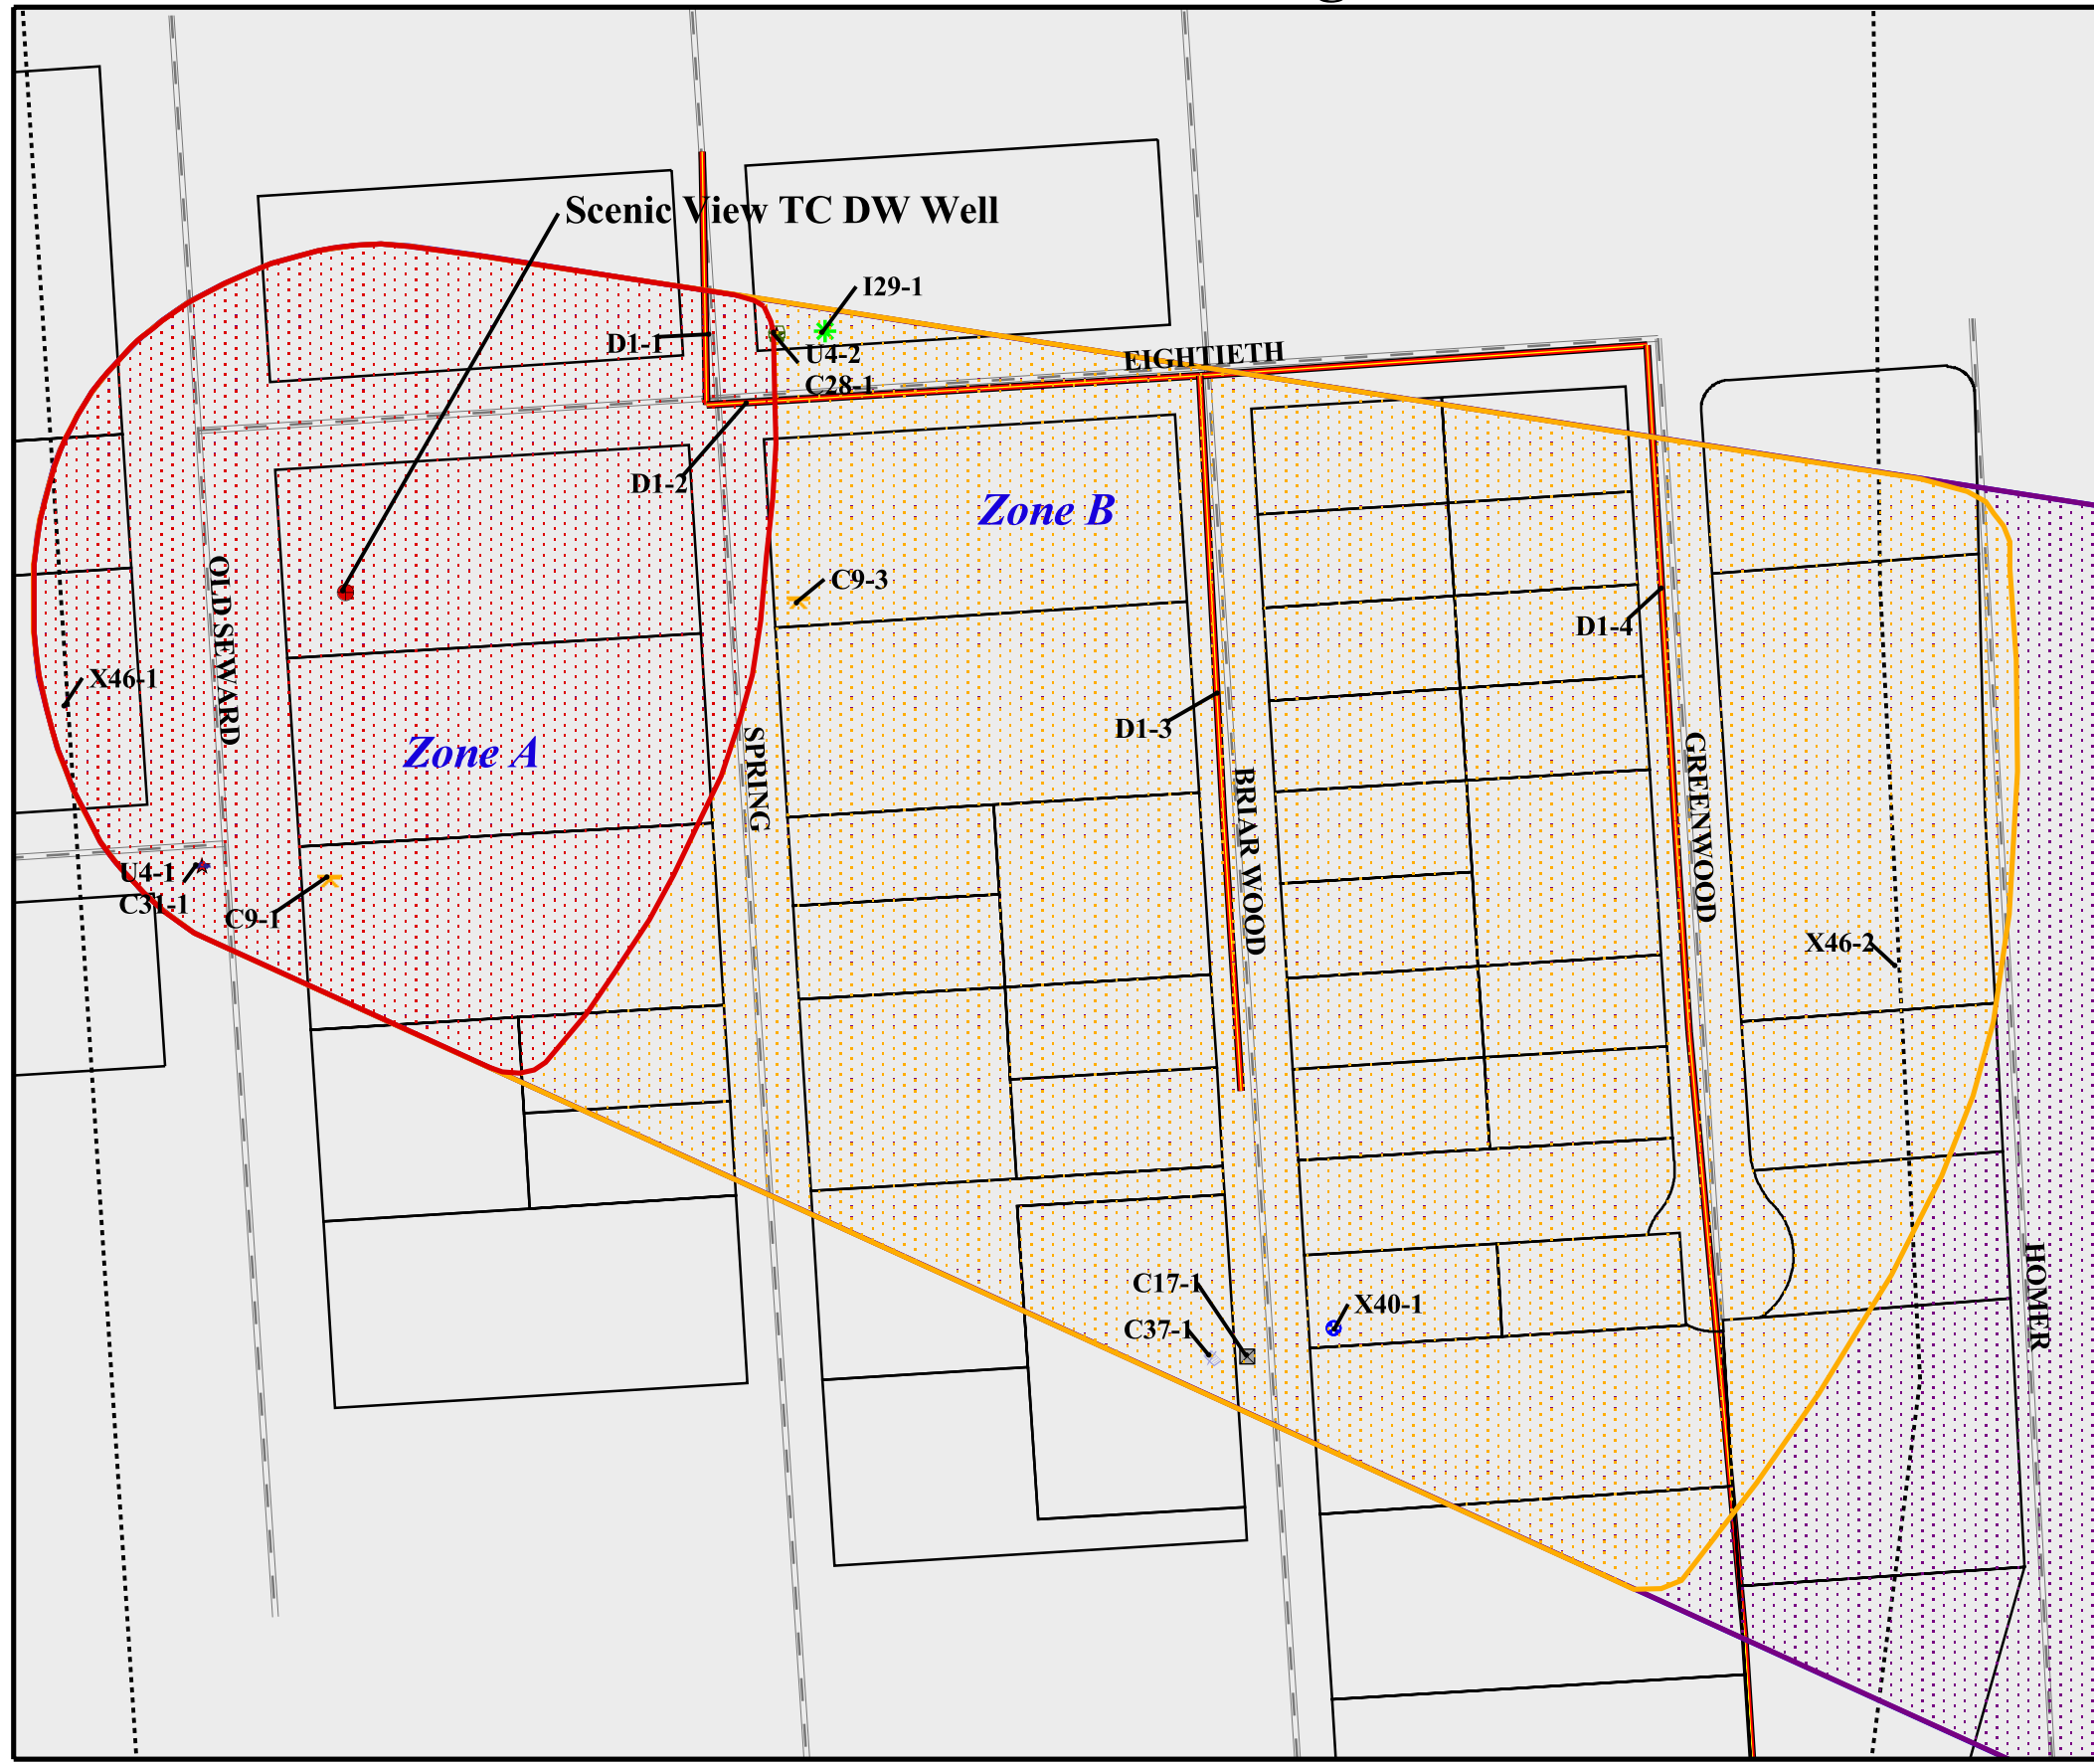 Scenic View TC DW Well
I29-1
D1-1
U4-2
C28-1
EIGHTIETH
D1-2
Zone B
C9-3
D1-4
OLD SEWARD
X46-1
D1-3
Zone A
SPRING
BRIAR WOOD
GREENWOOD
U4-1
C31-1
C9-1
X46-2
C17-1
X40-1
C37-1
HOMER